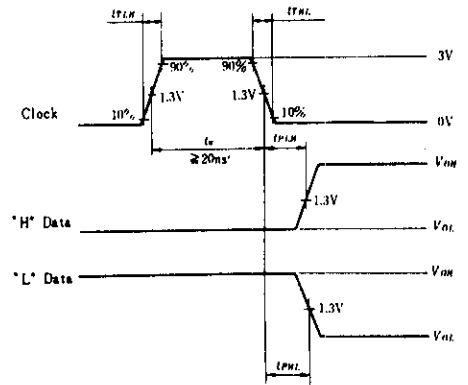 tTLH tTHL
90% 90% 3V
1.3V 1.3V
Clock 10% 10% 0V
tw tPLH
≧20ns
VOH
1.3V
"H" Data VOL
"L" Data VOH
1.3V
VOL
tPHL